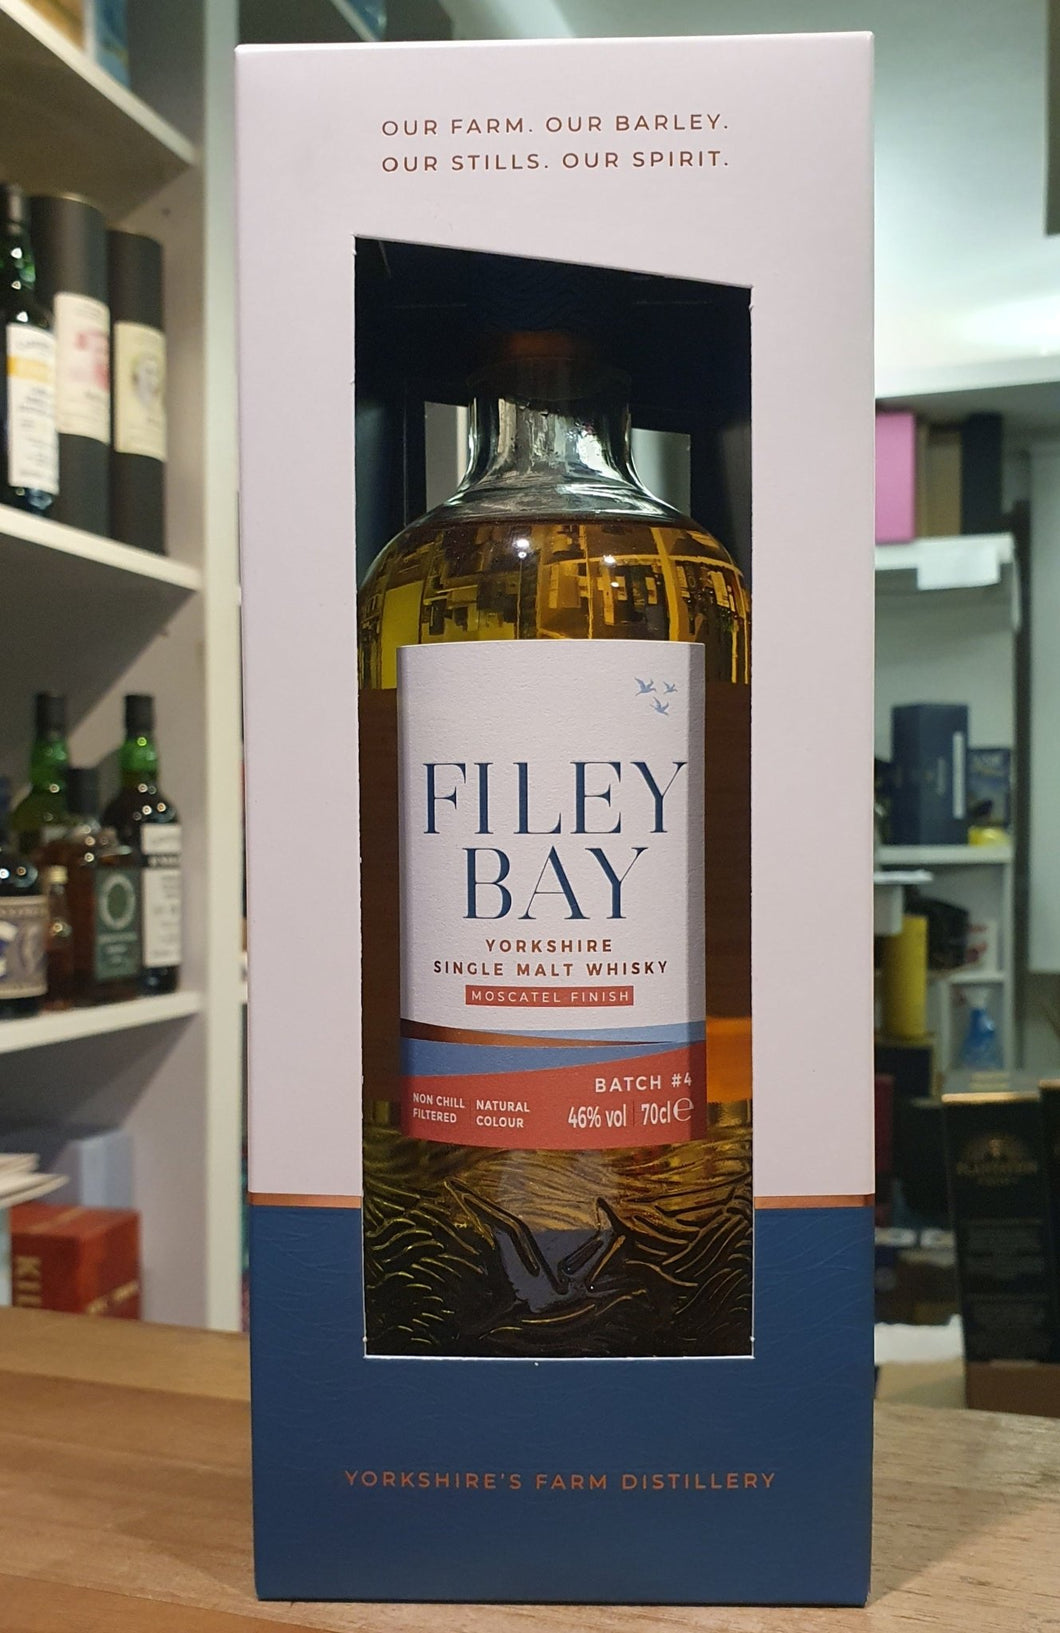 OUR FARM. OUR BARLEY.
OUR STILLS. OUR SPIRIT.
FILEY
BAY
YORKSHIRE
SINGLE MALT WHISKY
MOSCATEL FINISH
BATCH #4
NON CHILL
FILTERED
NATURAL
COLOUR
46% vol | 70cl ℮
YORKSHIRE'S FARM DISTILLERY
PLANTATION